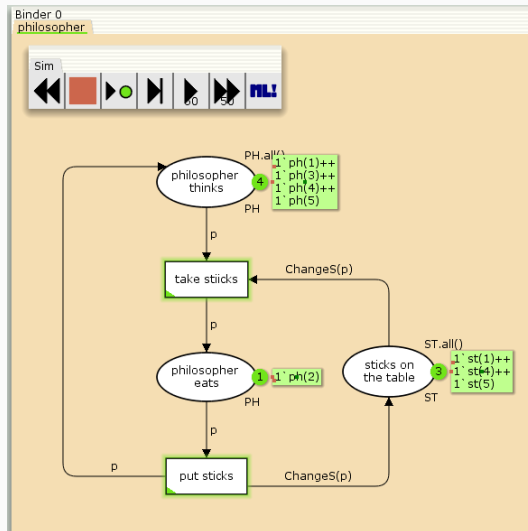 Binder 0
philosopher
Sim
50
50
ML!
PH.all()
philosopher
thinks
4
1`ph(1)++
1`ph(3)++
1`ph(4)++
1`ph(5)
PH
p
take stiicks
ChangeS(p)
p
ST.all()
philosopher
eats
1
1`ph(2)
PH
sticks on
the table
3
1`st(1)++
1`st(4)++
1`st(5)
ST
p
p
put sticks
ChangeS(p)